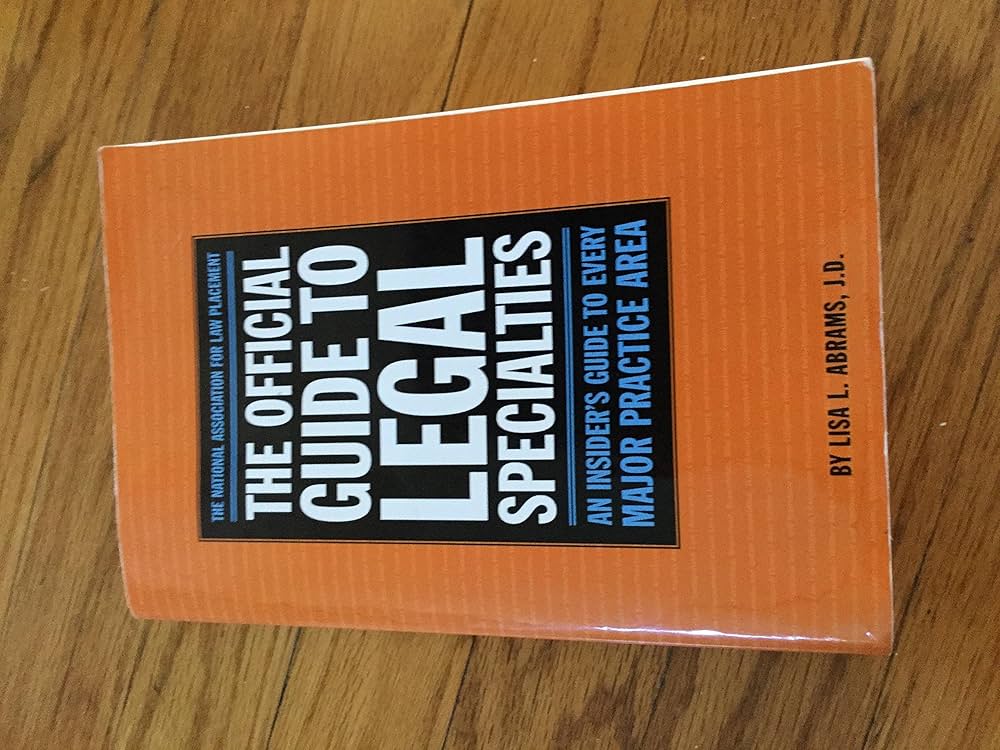 THE NATIONAL ASSOCIATION FOR LAW PLACEMENT
THE OFFICIAL
GUIDE TO
LEGAL
SPECIALTIES
AN INSIDER'S GUIDE TO EVERY
MAJOR PRACTICE AREA
BY LISA L. ABRAMS, J.D.